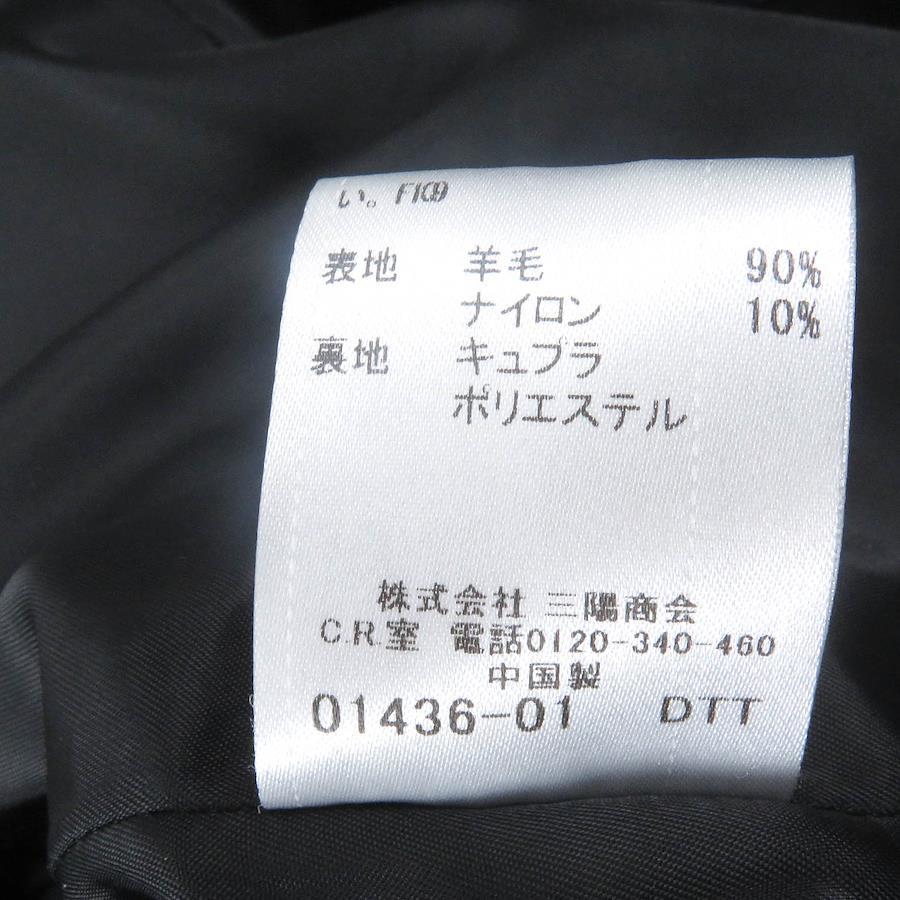 い。F109
表地 羊毛 90%
ナイロン 10%
裏地 キュプラ
ポリエステル
株式会社 三陽商会
C.R.室 電話0120-340-460
中国製
01436-01 DTT